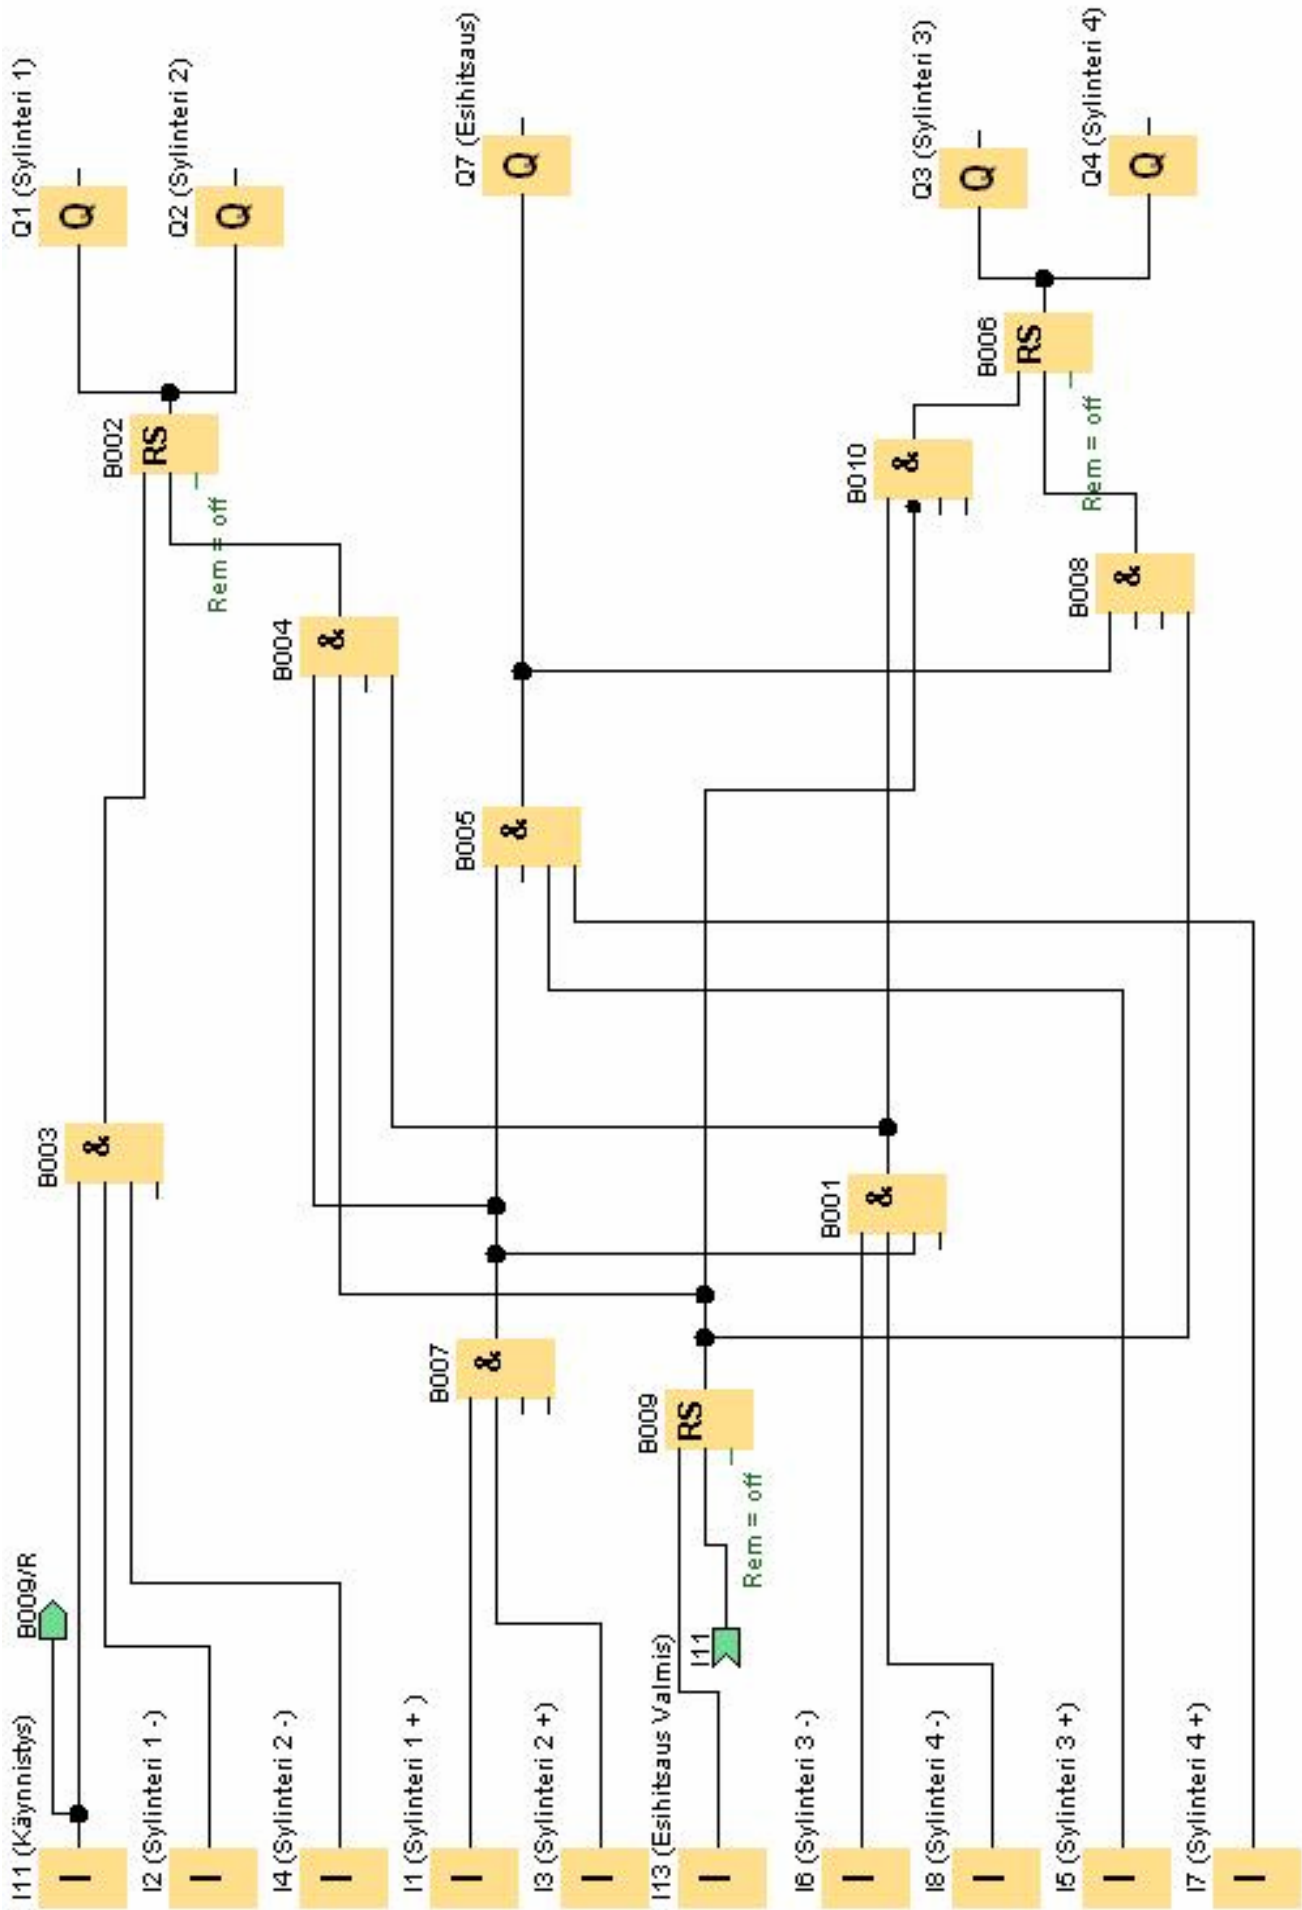 I11 (Käynnistys)
I
B009/R
I2 (Sylinteri 1 -)
I
I4 (Sylinteri 2 -)
I
I1 (Sylinteri 1 +)
I
I3 (Sylinteri 2 +)
I
I13 (Esihitsaus Valmis)
I
I11
I6 (Sylinteri 3 -)
I
I8 (Sylinteri 4-)
I
I5 (Sylinteri 3 +)
I
I7 (Sylinteri 4 +)
I
B003
&
B007
&
B009
RS
Rem = off
B001
&
B005
&
B004
&
B002
RS
Rem = off
B010
&
B008
&
B006
RS
Rem = off
Q1 (Sylinteri 1)
Q
Q2 (Sylinteri 2)
Q
Q7 (Esihitsaus)
Q
Q3 (Sylinteri 3)
Q
Q4 (Sylinteri 4)
Q